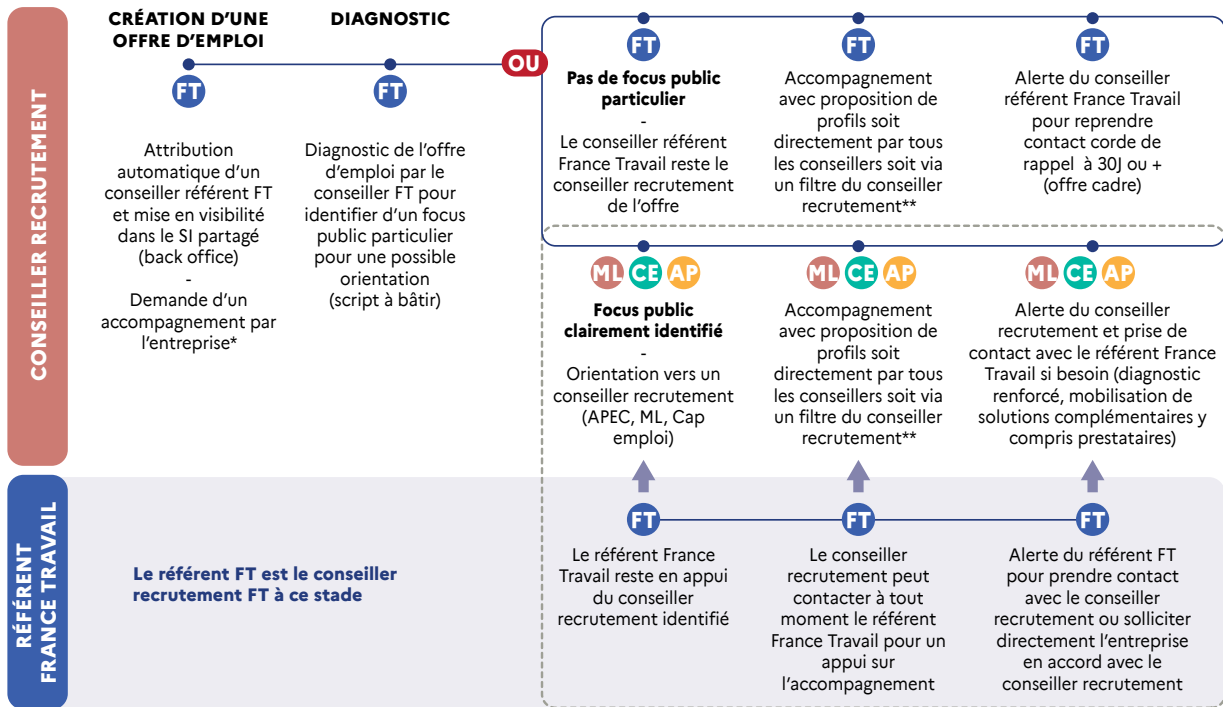 CONSEILLER RECRUTEMENT
CRÉATION D'UNE
OFFRE D'EMPLOI
FT
Attribution
automatique d'un
conseiller référent FT
et mise en visibilité
dans le SI partagé
(back office)
-
Demande d'un
accompagnement par
l'entreprise*
DIAGNOSTIC
FT
Diagnostic de l'offre
d'emploi par le
conseiller FT pour
identifier d'un focus
public particulier
pour une possible
orientation
(script à bâtir)
OU
FT
Pas de focus public
particulier
-
Le conseiller référent
France Travail reste le
conseiller recrutement
de l'offre
FT
Accompagnement
avec proposition de
profils soit
directement par tous
les conseillers soit via
un filtre du conseiller
recrutement**
FT
Alerte du conseiller
référent France Travail
pour reprendre
contact corde de
rappel à 30J ou +
(offre cadre)
ML CE AP
Focus public
clairement identifié
-
Orientation vers un
conseiller recrutement
(APEC, ML, Cap
emploi)
ML CE AP
Accompagnement
avec proposition de
profils soit
directement par tous
les conseillers soit via
un filtre du conseiller
recrutement**
ML CE AP
Alerte du conseiller
recrutement et prise de
contact avec le référent France
Travail si besoin (diagnostic
renforcé, mobilisation de
solutions complémentaires y
compris prestataires)
RÉFÉRENT
FRANCE TRAVAIL
Le référent FT est le conseiller
recrutement FT à ce stade
FT
Le référent France
Travail reste en appui
du conseiller
recrutement identifié
FT
Le conseiller
recrutement peut
contacter à tout
moment le référent
France Travail pour un
appui sur
l'accompagnement
FT
Alerte du référent FT
pour prendre contact
avec le conseiller
recrutement ou solliciter
directement l'entreprise
en accord avec le
conseiller recrutement